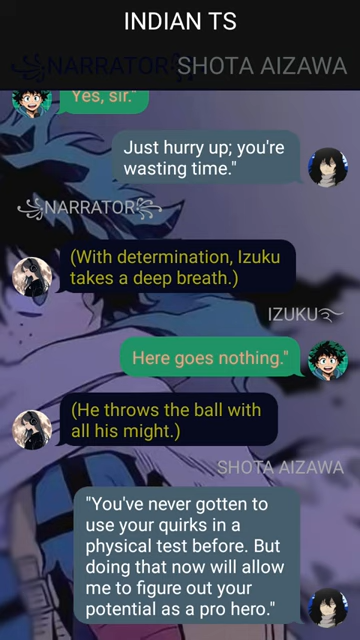 INDIAN TS
꧁NARRATOR꧂
SHOTA AIZAWA
Yes, sir."
Just hurry up; you're
wasting time."
꧁NARRATOR꧂
(With determination, Izuku
takes a deep breath.)
IZUKU࿐
Here goes nothing."
(He throws the ball with
all his might.)
SHOTA AIZAWA
"You've never gotten to
use your quirks in a
physical test before. But
doing that now will allow
me to figure out your
potential as a pro hero."